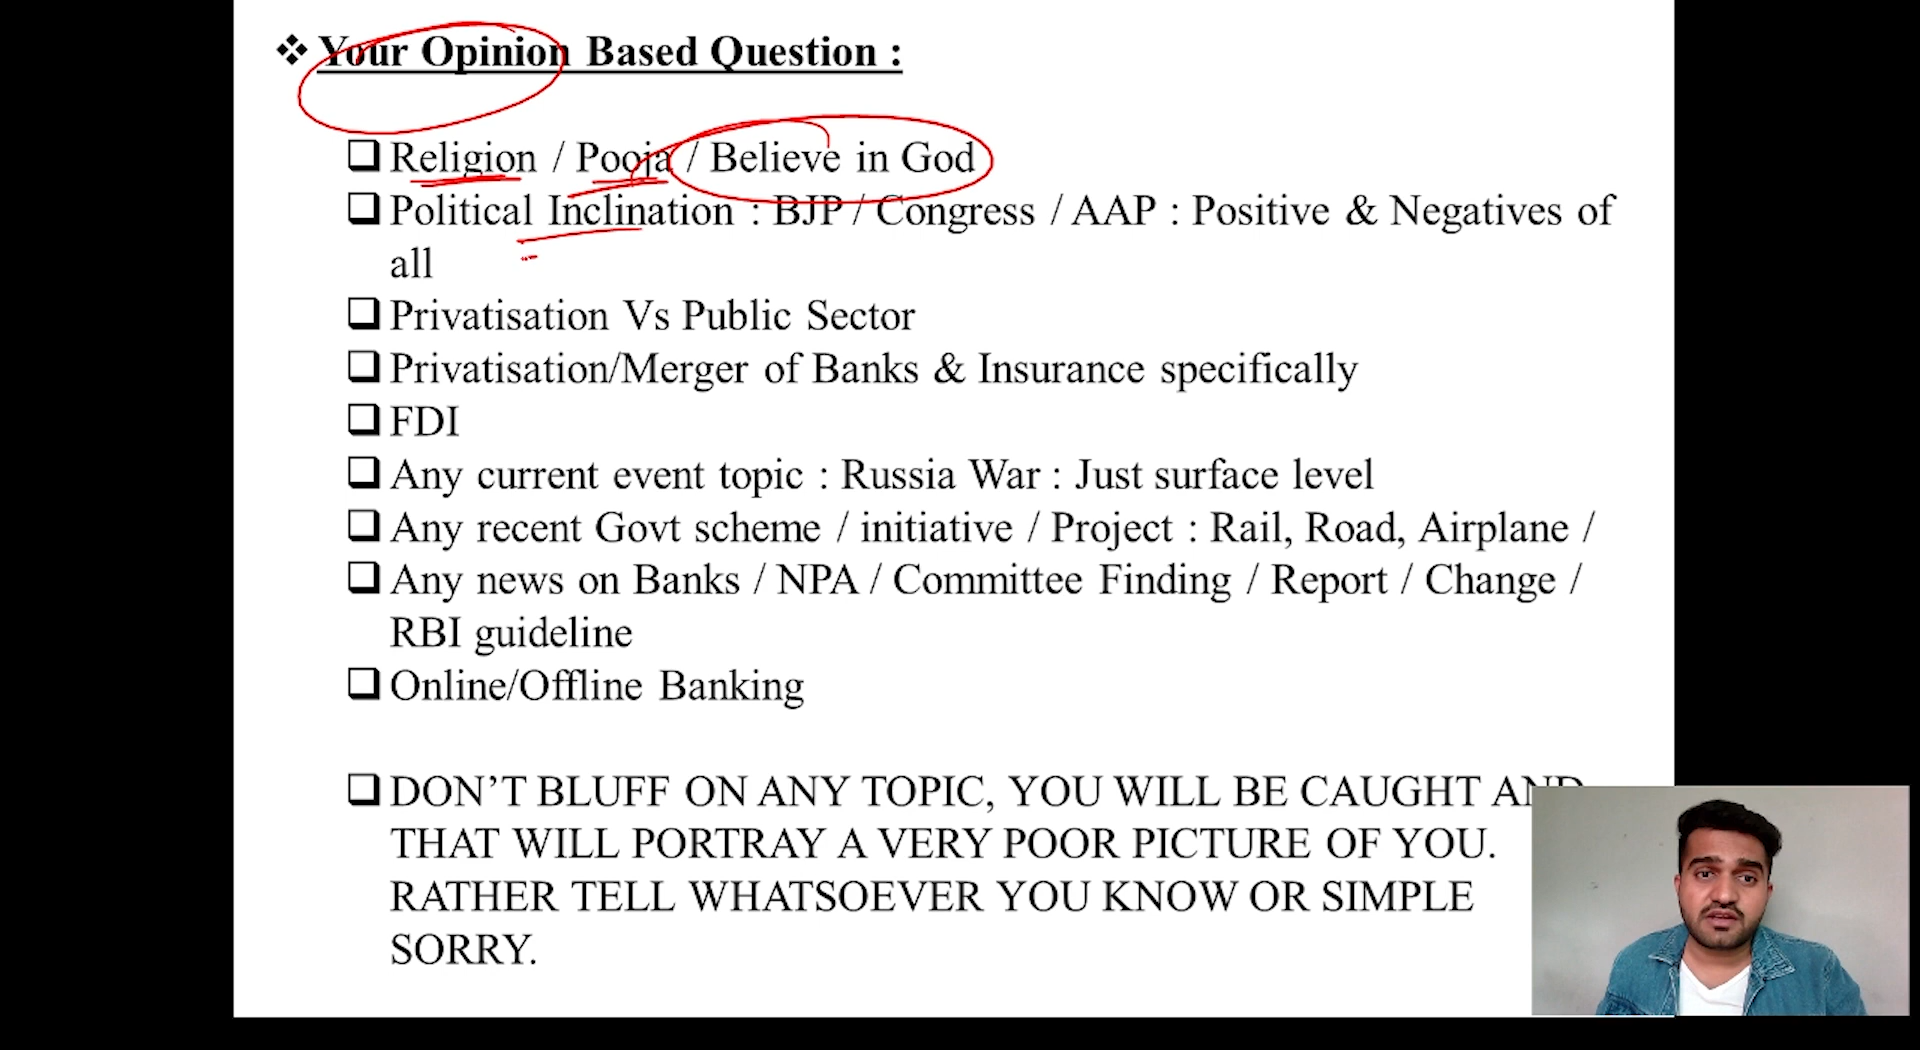 ❖ Your Opinion Based Question :
❑ Religion / Pooja / Believe in God
❑ Political Inclination : BJP / Congress / AAP : Positive & Negatives of
all
❑ Privatisation Vs Public Sector
❑ Privatisation/Merger of Banks & Insurance specifically
❑ FDI
❑ Any current event topic : Russia War : Just surface level
❑ Any recent Govt scheme / initiative / Project : Rail, Road, Airplane /
❑ Any news on Banks / NPA / Committee Finding / Report / Change /
RBI guideline
❑ Online/Offline Banking
❑ DON’T BLUFF ON ANY TOPIC, YOU WILL BE CAUGHT AND
THAT WILL PORTRAY A VERY POOR PICTURE OF YOU.
RATHER TELL WHATSOEVER YOU KNOW OR SIMPLE
SORRY.